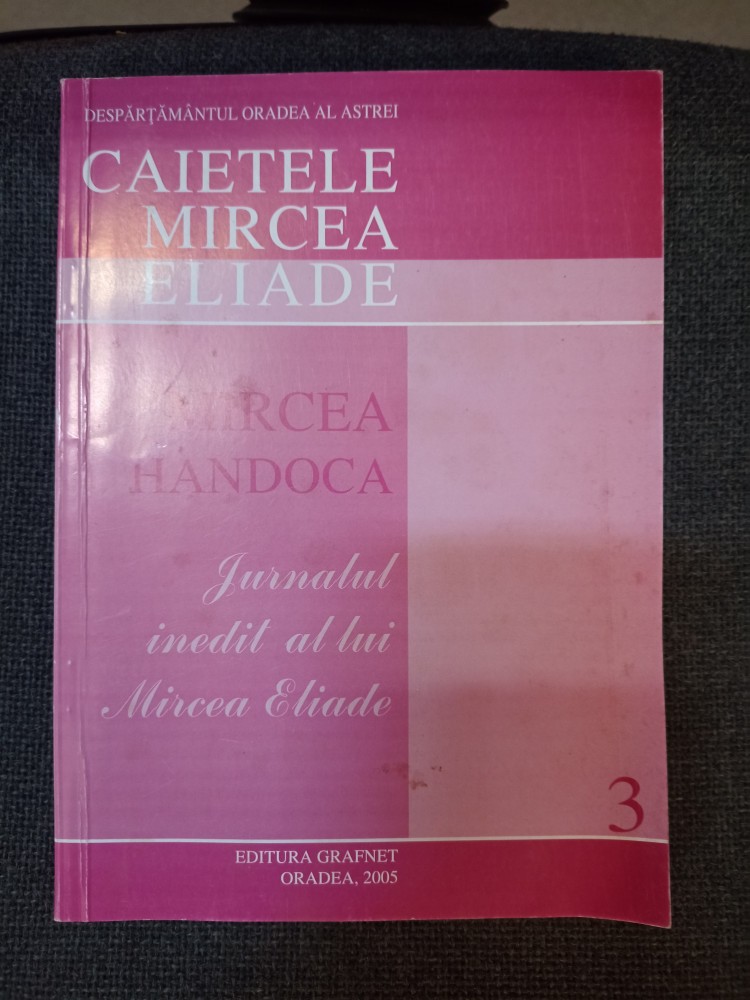 DESPĂRŢĂMÂNTUL ORADEA AL ASTREI
CAIETELE
MIRCEA
ELIADE
MIRCEA
HANDOCA
Jurnalul
inedit al lui
Mircea Eliade
3
EDITURA GRAFNET
ORADEA, 2005